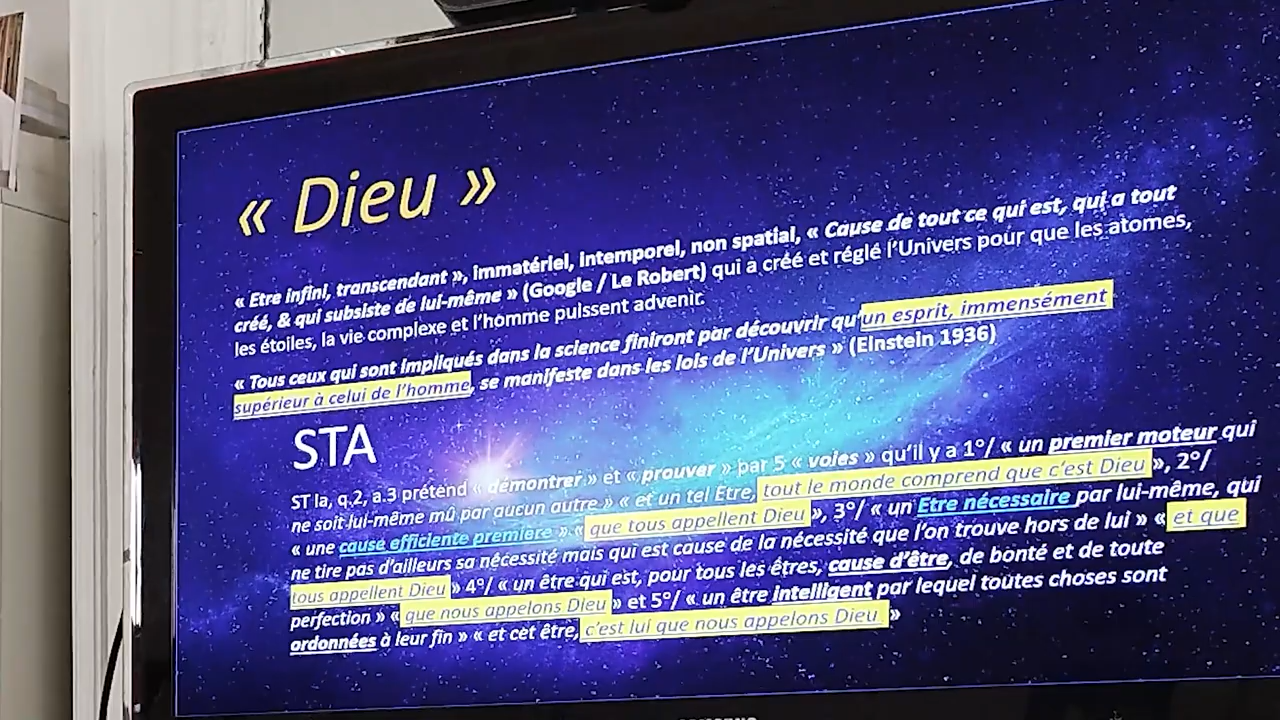 « Dieu »
« Etre infini, transcendant », immatériel, intemporel, non spatial, « Cause de tout ce qui est, qui a tout
créé, & qui subsiste de lui-même » (Google / Le Robert) qui a créé et réglé l'Univers pour que les atomes,
les étoiles, la vie complexe et l'homme puissent advenir.
« Tous ceux qui sont impliqués dans la science finiront par découvrir qu'un esprit, immensément
supérieur à celui de l'homme, se manifeste dans les lois de l'Univers » (Einstein 1936)
STA
ST Ia, q.2, a.3 prétend « démontrer » et « prouver » par 5 « voies » qu'il y a 1°/ « un premier moteur qui
ne soit lui-même mû par aucun autre » « et un tel Etre, tout le monde comprend que c'est Dieu », 2°/
« une cause efficiente première » « que tous appellent Dieu », 3°/ « un Etre nécessaire par lui-même, qui
ne tire pas d'ailleurs sa nécessité mais qui est cause de la nécessité que l'on trouve hors de lui » « et que
tous appellent Dieu » 4°/ « un être qui est, pour tous les êtres, cause d'être, de bonté et de toute
perfection » « que nous appelons Dieu » et 5°/ « un être intelligent par lequel toutes choses sont
ordonnées à leur fin » « et cet être, c'est lui que nous appelons Dieu. »